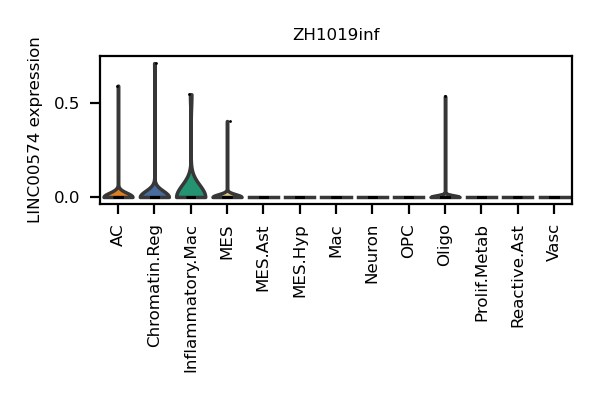 ZH1019inf
LINC00574 expression
0.5
0.0
AC
Chromatin.Reg
Inflammatory.Mac
MES
MES.Ast
MES.Hyp
Mac
Neuron
OPC
Oligo
Prolif.Metab
Reactive.Ast
Vasc